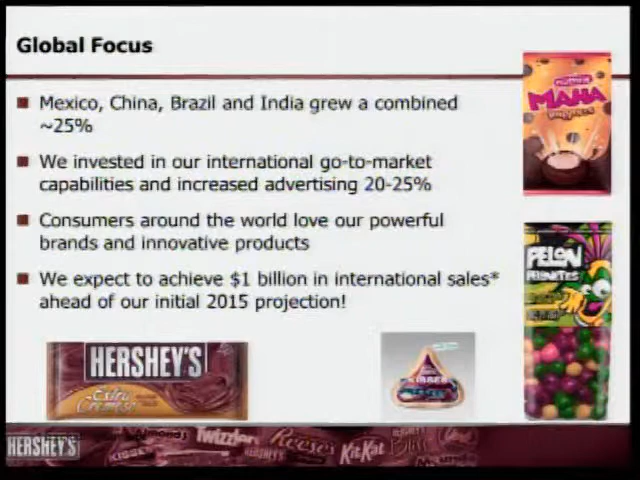 Global Focus
Mexico, China, Brazil and India grew a combined
~25%
We invested in our international go-to-market
capabilities and increased advertising 20-25%
Consumers around the world love our powerful
brands and innovative products
We expect to achieve $1 billion in international sales*
ahead of our initial 2015 projection!
MAHA
PELON
HERSHEY'S
Extra
Cremoso
HERSHEY'S
Twizzlers
Reese's
KitKat